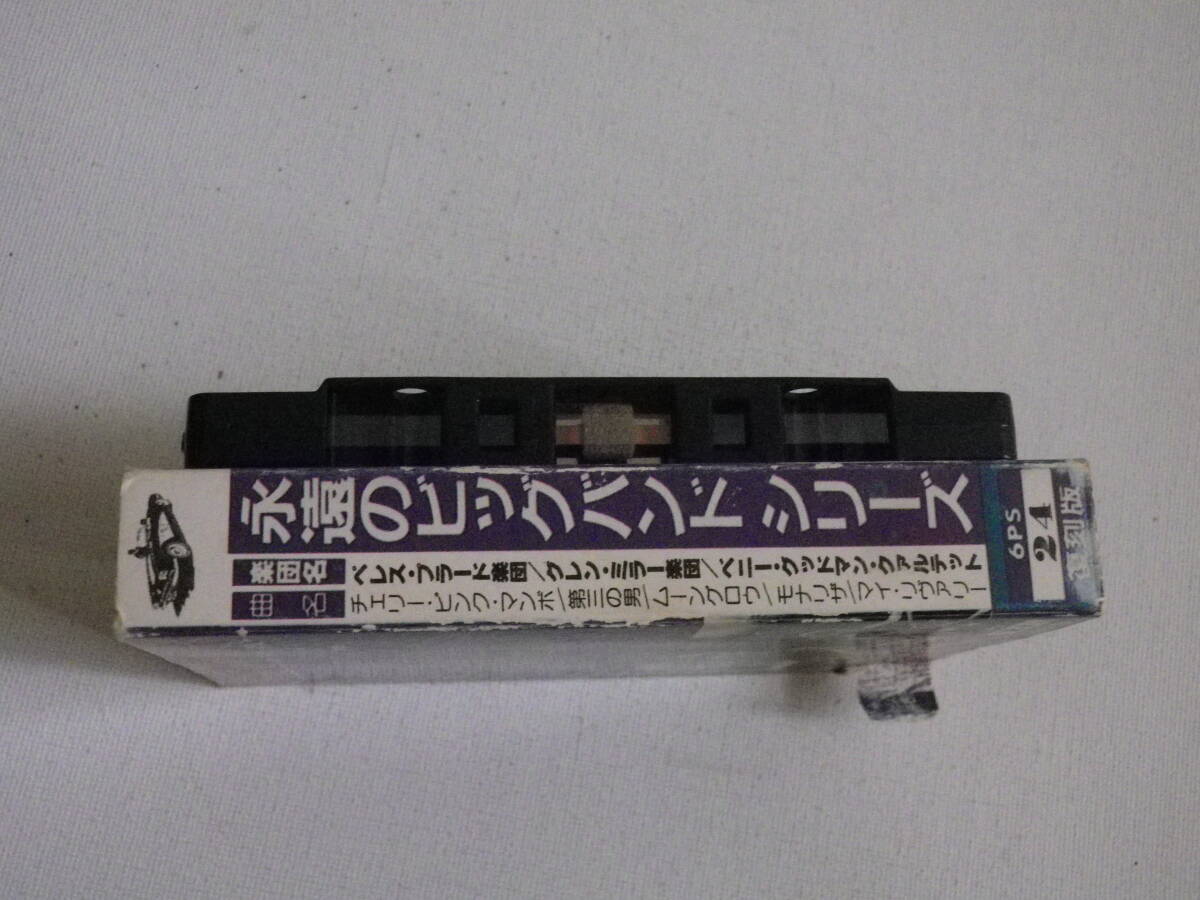 永遠のビッグバンドシリーズ
楽団名 ペレス・プラード楽団/グレン・ミラー楽団/ベニー・グッドマン・クァルテット
曲名 チェリー・ピンク・マンボ/第三の男/ムーングロウ/モナリザ/マイ・リヴァリー
6PS
24
復刻版